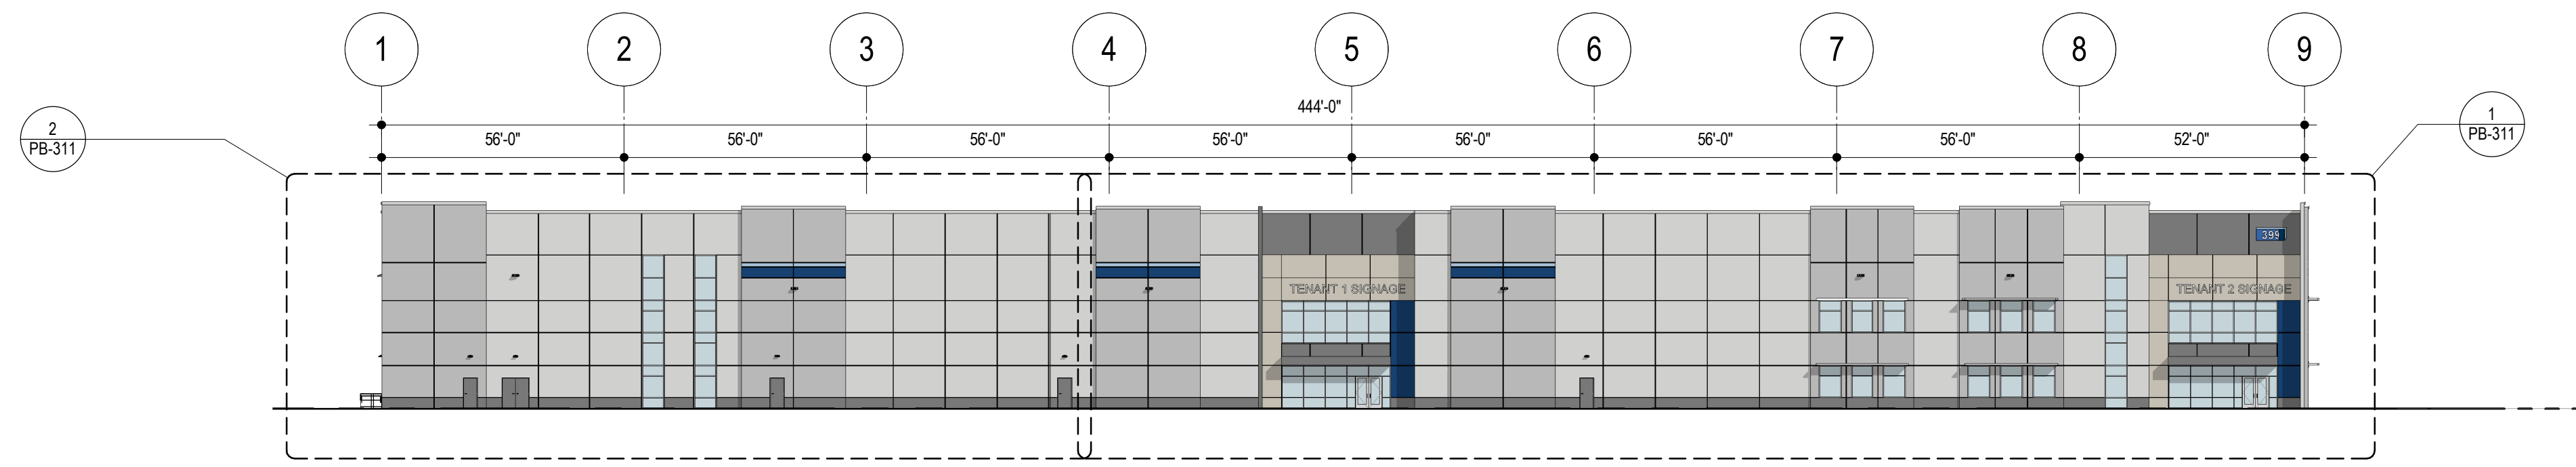 1 2 3 4 5 6 7 8 9
444'-0"
56'-0" 56'-0" 56'-0" 56'-0" 56'-0" 56'-0" 56'-0" 52'-0"
2
PB-311
1
PB-311
399
TENANT 1 SIGNAGE
TENANT 2 SIGNAGE